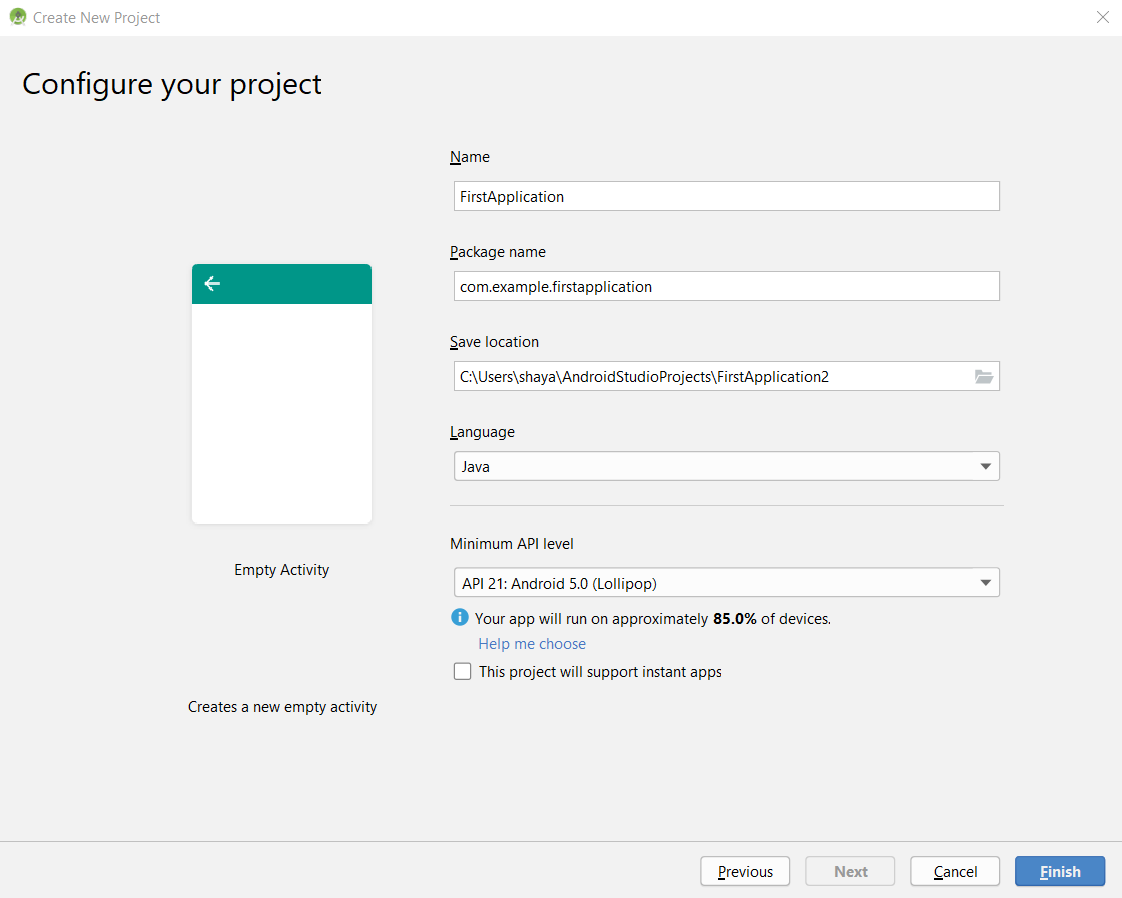 Create New Project
Configure your project
Name
FirstApplication
Package name
com.example.firstapplication
Save location
C:\Users\shaya\AndroidStudioProjects\FirstApplication2
Language
Java
Minimum API level
API 21: Android 5.0 (Lollipop)
Your app will run on approximately 85.0% of devices.
Help me choose
This project will support instant apps
Empty Activity
Creates a new empty activity
Previous
Next
Cancel
Finish